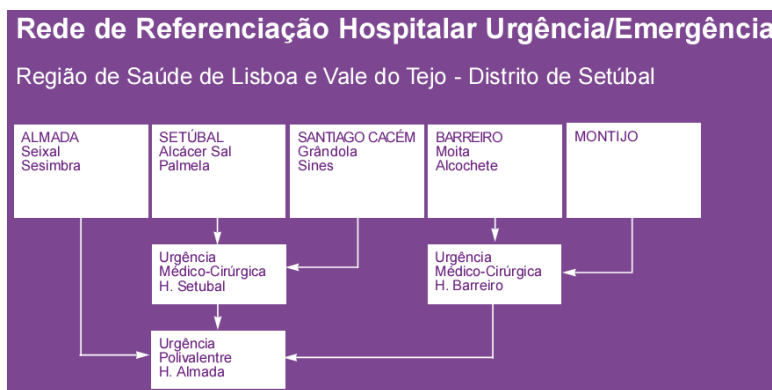 Rede de Referenciação Hospitalar Urgência/Emergência
Região de Saúde de Lisboa e Vale do Tejo - Distrito de Setúbal
ALMADA
Seixal
Sesimbra
SETÚBAL
Alcácer Sal
Palmela
SANTIAGO CACÉM
Grândola
Sines
BARREIRO
Moita
Alcochete
MONTIJO
Urgência
Médico-Cirúrgica
H. Setubal
Urgência
Médico-Cirúrgica
H. Barreiro
Urgência
Polivalentre
H. Almada